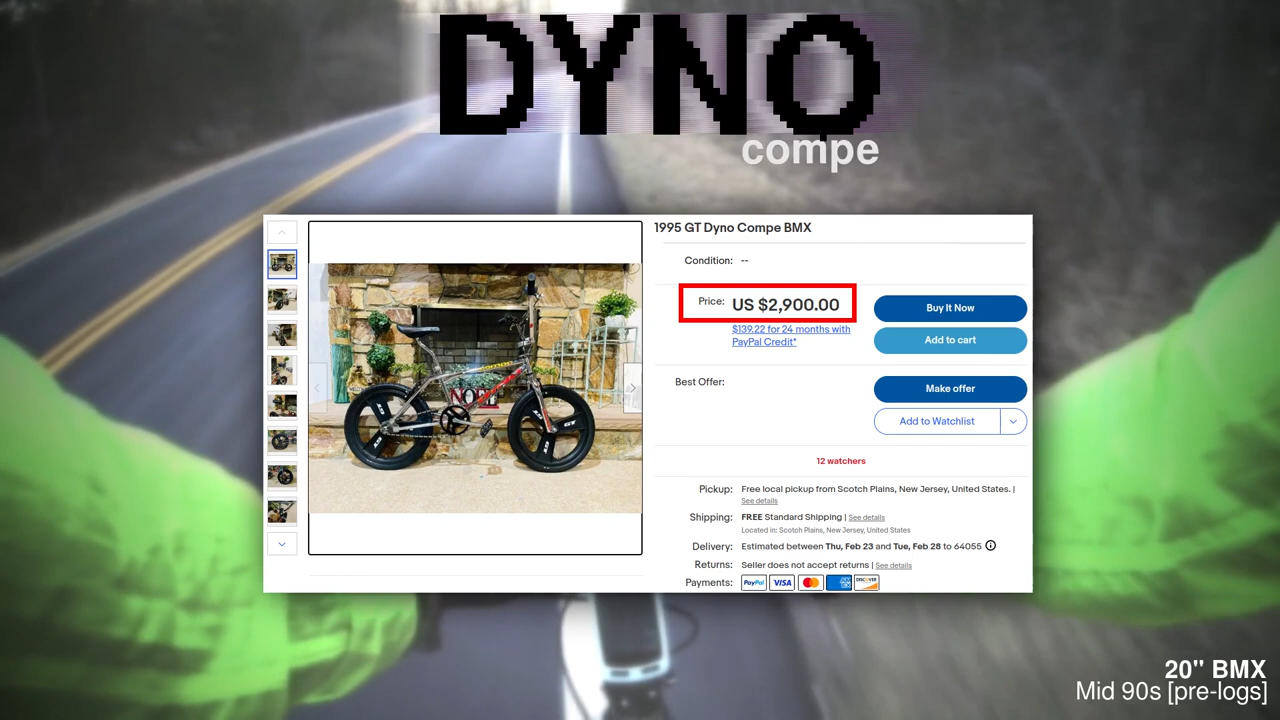 DYNO
compe
1995 GT Dyno Compe BMX
Condition: --
Price: US $2,900.00
$139.22 for 24 months with
PayPal Credit*
Buy It Now
Add to cart
Best Offer:
Make offer
Add to Watchlist
12 watchers
Pickup: Free local pickup from Scotch Plains, New Jersey, United States. |
See details
Shipping: FREE Standard Shipping | See details
Located in: Scotch Plains, New Jersey, United States
Delivery: Estimated between Thu, Feb 23 and Tue, Feb 28 to 64055
Returns: Seller does not accept returns | See details
Payments: PayPal VISA DISCOVER
GT
20" BMX
Mid 90s [pre-logs]